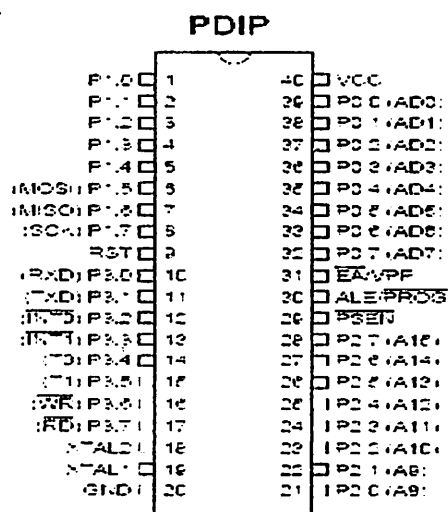 PDIP
P1.0 1 40 VCC
P1.1 2 39 P0.0 (AD0)
P1.2 3 38 P0.1 (AD1)
P1.3 4 37 P0.2 (AD2)
P1.4 5 36 P0.3 (AD3)
(MOSI) P1.5 6 35 P0.4 (AD4)
(MISO) P1.6 7 34 P0.5 (AD5)
(SCK) P1.7 8 33 P0.6 (AD6)
RST 9 32 P0.7 (AD7)
(RXD) P3.0 10 31 EA/VPP
(TXD) P3.1 11 30 ALE/PROG
(INT0) P3.2 12 29 PSEN
(INT1) P3.3 13 28 P2.7 (A15)
(T0) P3.4 14 27 P2.6 (A14)
(T1) P3.5 15 26 P2.5 (A13)
(WR) P3.6 16 25 P2.4 (A12)
(RD) P3.7 17 24 P2.3 (A11)
XTAL2 18 23 P2.2 (A10)
XTAL1 19 22 P2.1
GND 20 21 P2.0